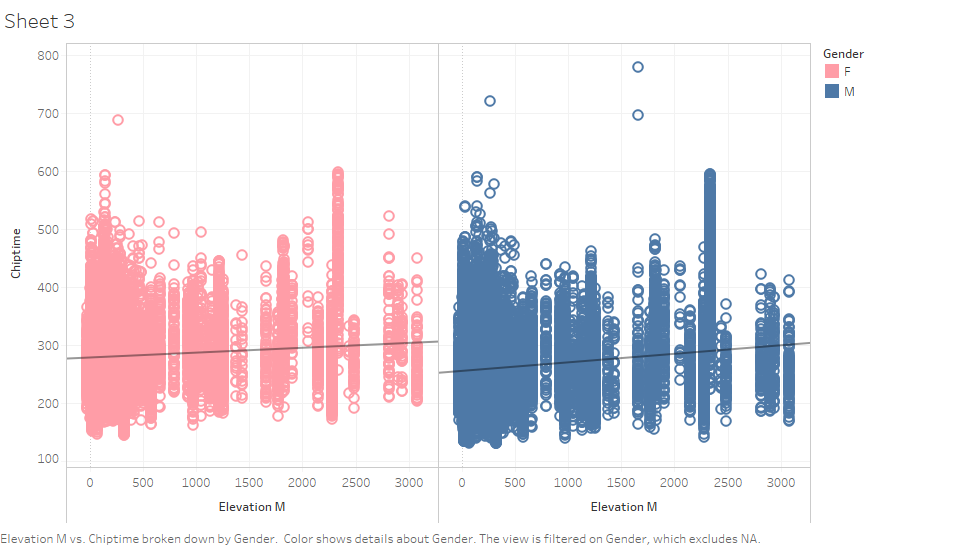 Sheet 3
Gender
F
M
800
700
600
500
400
300
200
100
Chiptime
0 500 1000 1500 2000 2500 3000 0 500 1000 1500 2000 2500 3000
Elevation M Elevation M
Elevation M vs. Chiptime broken down by Gender. Color shows details about Gender. The view is filtered on Gender, which excludes NA.